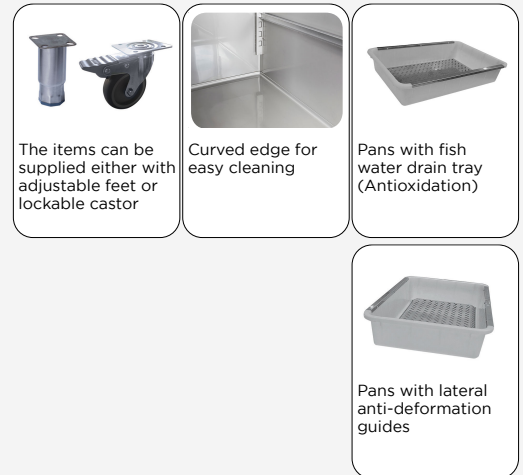 The items can be
supplied either with
adjustable feet or
lockable castor
Curved edge for
easy cleaning
Pans with fish
water drain tray
(Antioxidation)
Pans with lateral
anti-deformation
guides